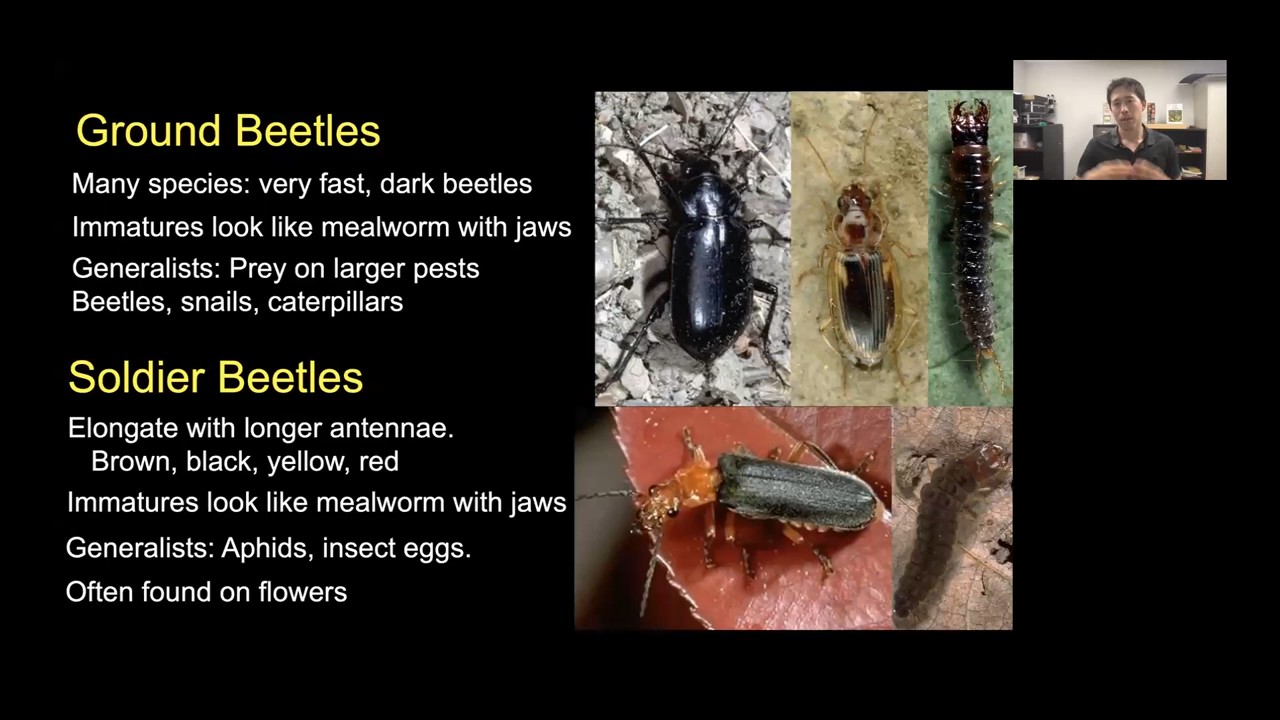 Ground Beetles
Many species: very fast, dark beetles
Immatures look like mealworm with jaws
Generalists: Prey on larger pests
Beetles, snails, caterpillars
Soldier Beetles
Elongate with longer antennae.
Brown, black, yellow, red
Immatures look like mealworm with jaws
Generalists: Aphids, insect eggs.
Often found on flowers